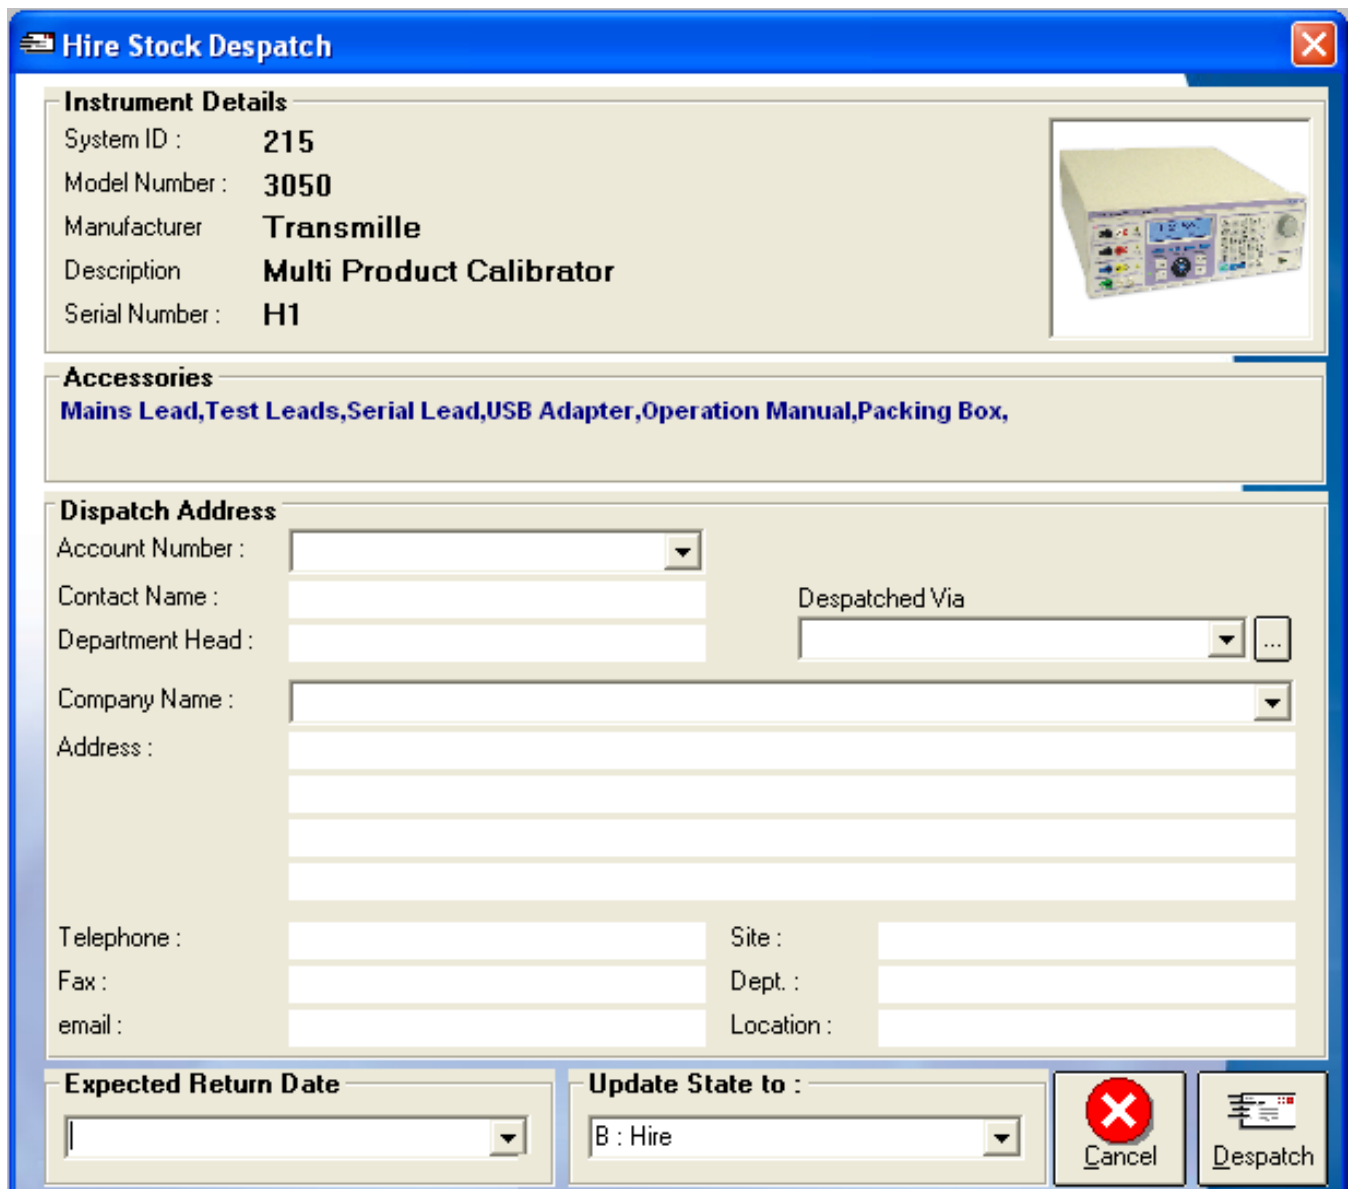 Hire Stock Despatch
Instrument Details
System ID : 215
Model Number : 3050
Manufacturer Transmille
Description Multi Product Calibrator
Serial Number : H1
Accessories
Mains Lead,Test Leads,Serial Lead,USB Adapter,Operation Manual,Packing Box,
Dispatch Address
Account Number :
Contact Name :
Despatched Via
Department Head :
...
Company Name :
Address :
Telephone : Site :
Fax : Dept. :
email : Location :
Expected Return Date Update State to :
B : Hire
Cancel Despatch